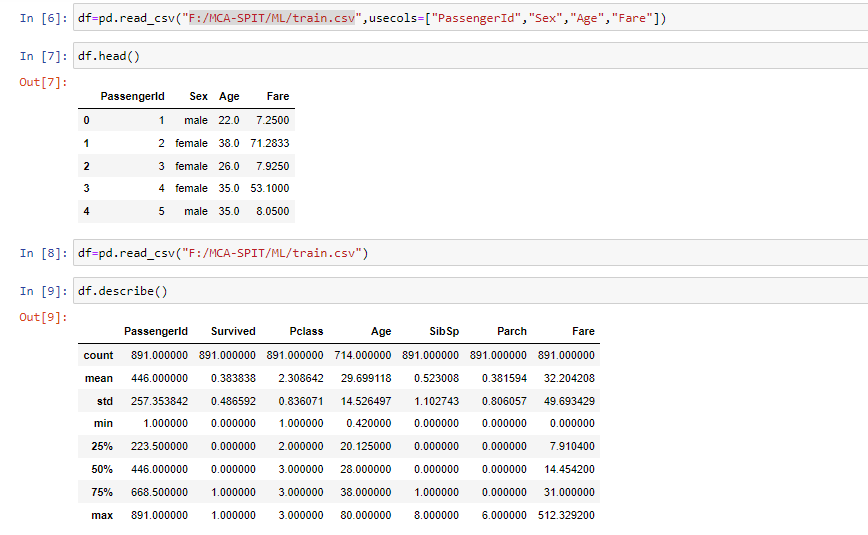 In [6]: df=pd.read_csv("F:/MCA-SPIT/ML/train.csv",usecols=["PassengerId","Sex","Age","Fare"])
In [7]: df.head()
Out[7]:
PassengerId Sex Age Fare
0 1 male 22.0 7.2500
1 2 female 38.0 71.2833
2 3 female 26.0 7.9250
3 4 female 35.0 53.1000
4 5 male 35.0 8.0500
In [8]: df=pd.read_csv("F:/MCA-SPIT/ML/train.csv")
In [9]: df.describe()
Out[9]:
PassengerId Survived Pclass Age SibSp Parch Fare
count 891.000000 891.000000 891.000000 714.000000 891.000000 891.000000 891.000000
mean 446.000000 0.383838 2.308642 29.699118 0.523008 0.381594 32.204208
std 257.353842 0.486592 0.836071 14.526497 1.102743 0.806057 49.693429
min 1.000000 0.000000 1.000000 0.420000 0.000000 0.000000 0.000000
25% 223.500000 0.000000 2.000000 20.125000 0.000000 0.000000 7.910400
50% 446.000000 0.000000 3.000000 28.000000 0.000000 0.000000 14.454200
75% 668.500000 1.000000 3.000000 38.000000 1.000000 0.000000 31.000000
max 891.000000 1.000000 3.000000 80.000000 8.000000 6.000000 512.329200